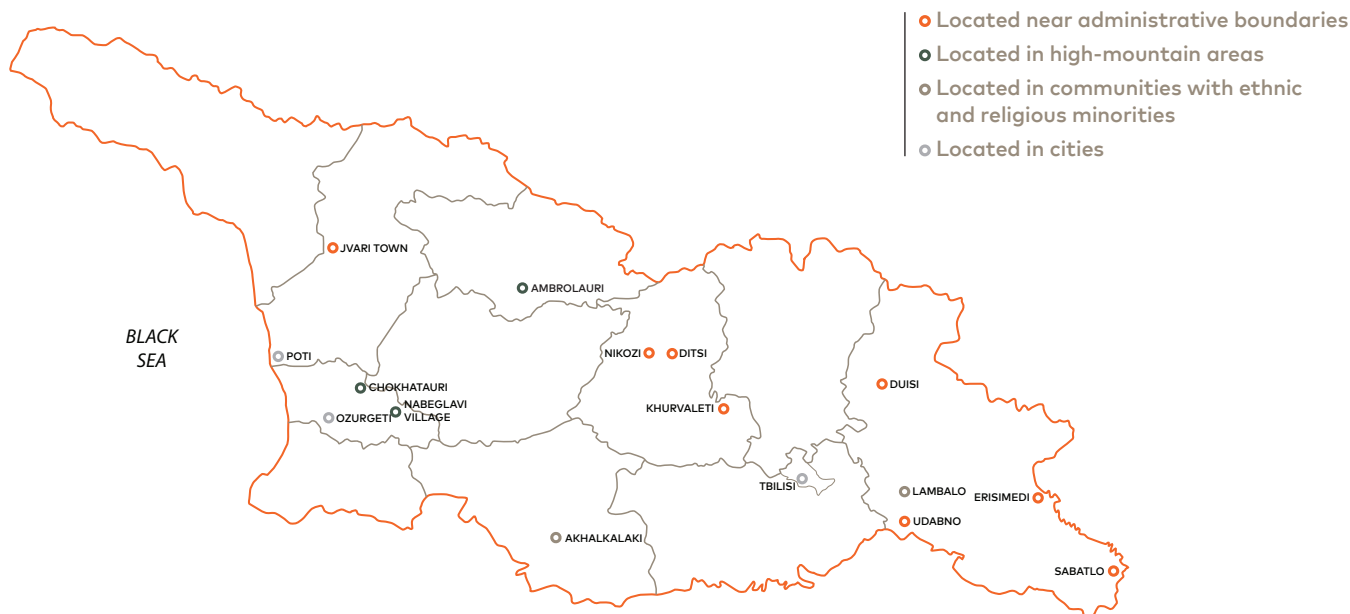 Located near administrative boundaries
Located in high-mountain areas
Located in communities with ethnic
and religious minorities
Located in cities
JVARI TOWN
AMBROLAURI
BLACK
SEA
POTI
NIKOZI
DITSI
CHOKHATAURI
DUISI
NABEGLAVI
VILLAGE
OZURGETI
KHURVALETI
TBILISI
LAMBALO
ERISIMEDI
UDABNO
AKHALKALAKI
SABATLO